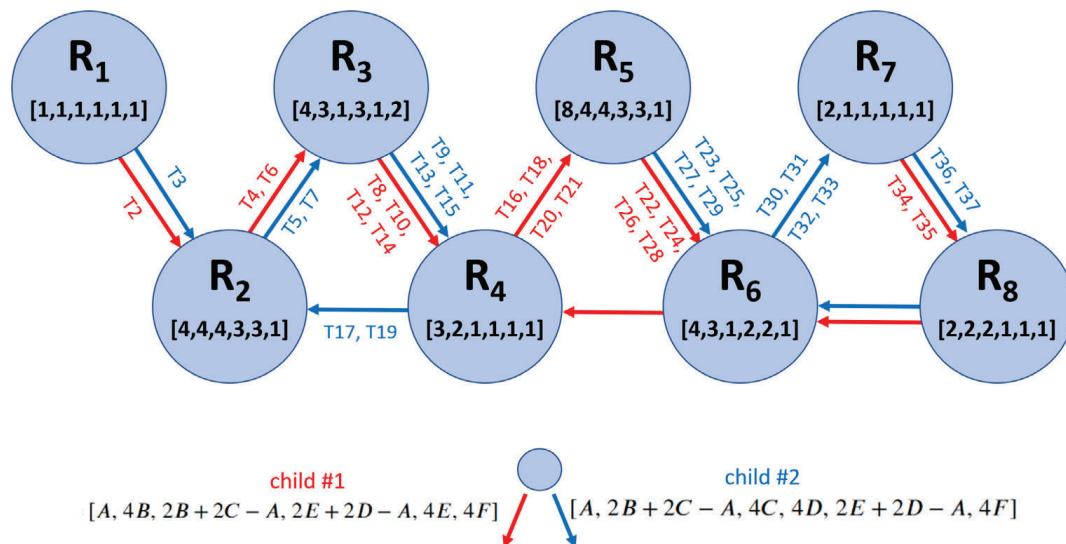 R1
[1,1,1,1,1,1]
R3
[4,3,1,3,1,2]
R5
[8,4,4,3,3,1]
R7
[2,1,1,1,1,1]
T2
T3
T4, T6
T5, T7
T9, T11,
T13, T15
T8, T10,
T12, T14
T16, T18,
T20, T21
T23, T25,
T27, T29
T22, T24,
T26, T28
T30, T31
T32, T33
T36, T37
T34, T35
R2
[4,4,4,3,3,1]
T17, T19
R4
[3,2,1,1,1,1]
R6
[4,3,1,2,2,1]
R8
[2,2,2,1,1,1]
child #1
[A, 4B, 2B + 2C − A, 2E + 2D − A, 4E, 4F]
child #2
[A, 2B + 2C − A, 4C, 4D, 2E + 2D − A, 4F]